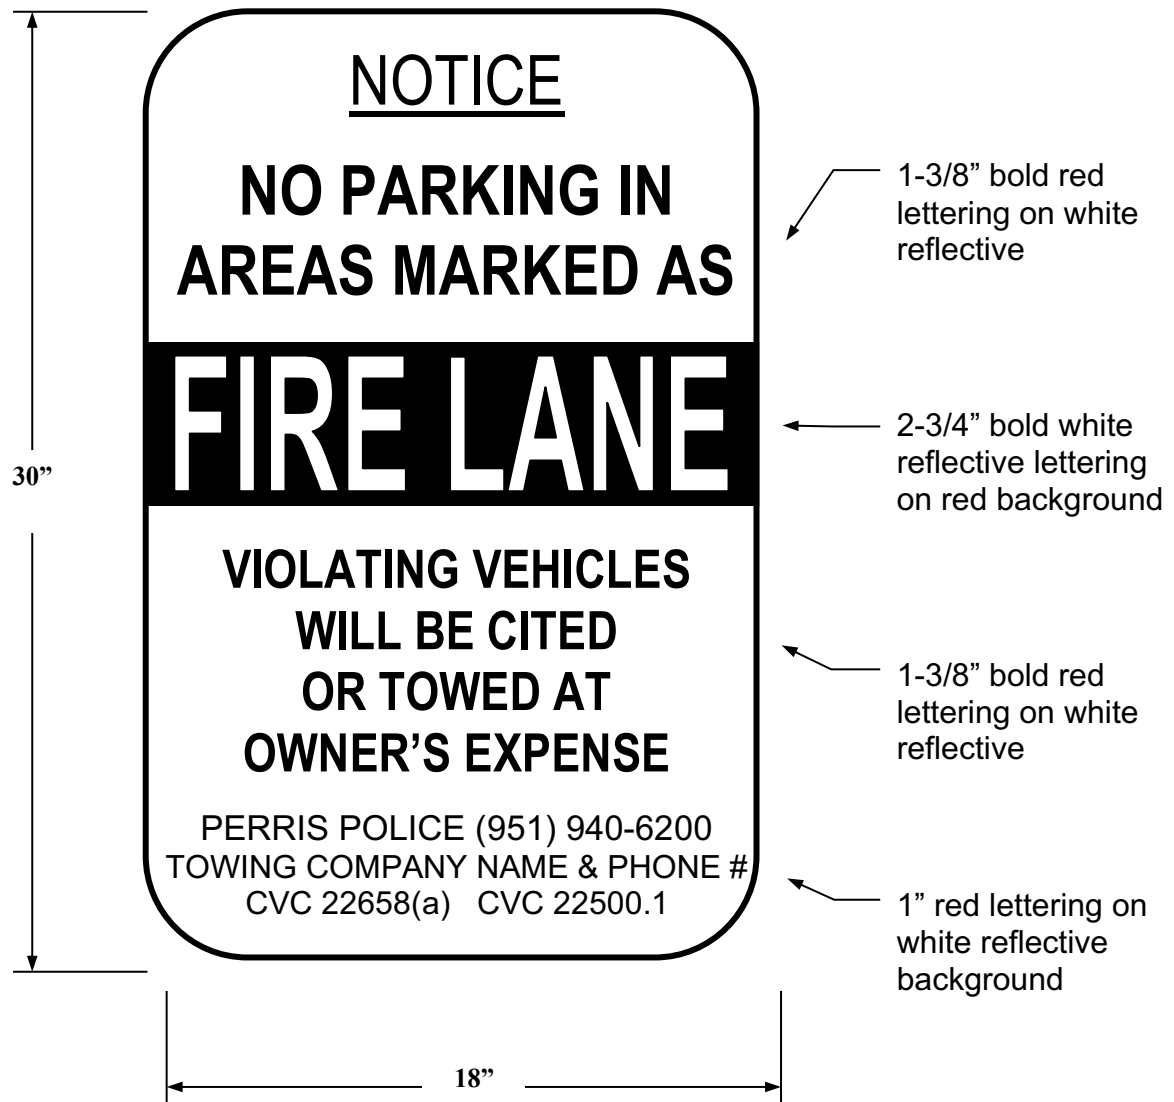 NOTICE
NO PARKING IN
AREAS MARKED AS
FIRE LANE
VIOLATING VEHICLES
WILL BE CITED
OR TOWED AT
OWNER’S EXPENSE
PERRIS POLICE (951) 940-6200
TOWING COMPANY NAME & PHONE #
CVC 22658(a) CVC 22500.1
30”
18”
1-3/8” bold red
lettering on white
reflective
2-3/4” bold white
reflective lettering
on red background
1-3/8” bold red
lettering on white
reflective
1” red lettering on
white reflective
background